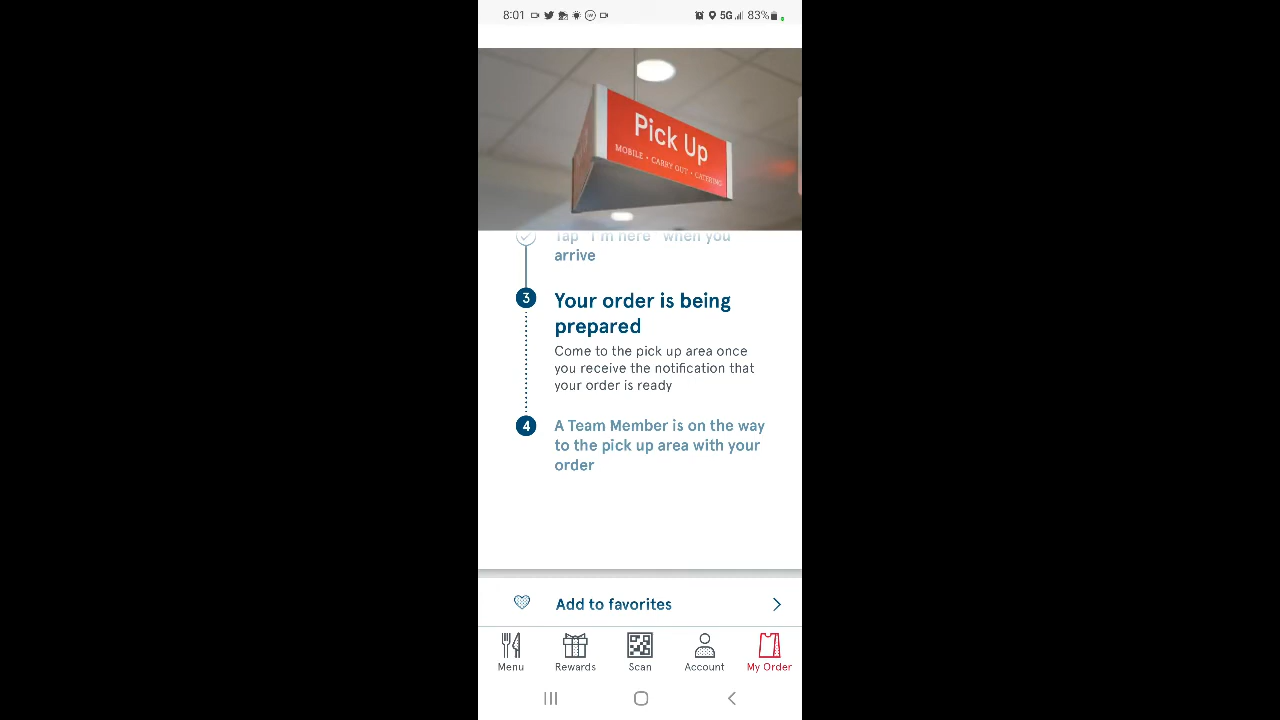 8:01
5G
83%
Pick Up
MOBILE • CARRY OUT • CATERING
Tap "I'm here" when you
arrive
3
Your order is being
prepared
Come to the pick up area once
you receive the notification that
your order is ready
4
A Team Member is on the way
to the pick up area with your
order
Add to favorites
Menu
Rewards
Scan
Account
My Order